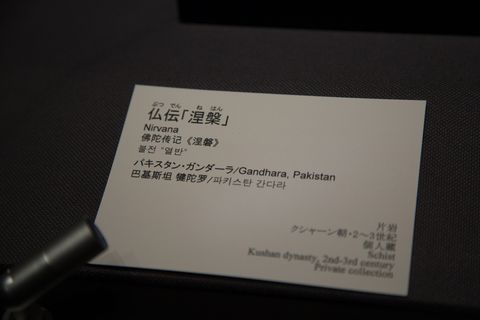 ぶつ でん ね はん
仏伝「涅槃」
Nirvana
佛陀传记《涅磐》
불전 "열반"
パキスタン・ガンダーラ/Gandhara, Pakistan
巴基斯坦 犍陀罗/파키스탄 간다라
片岩
クシャーン朝・2〜3世紀
個人蔵
Schist
Kushan dynasty, 2nd-3rd century
Private collection